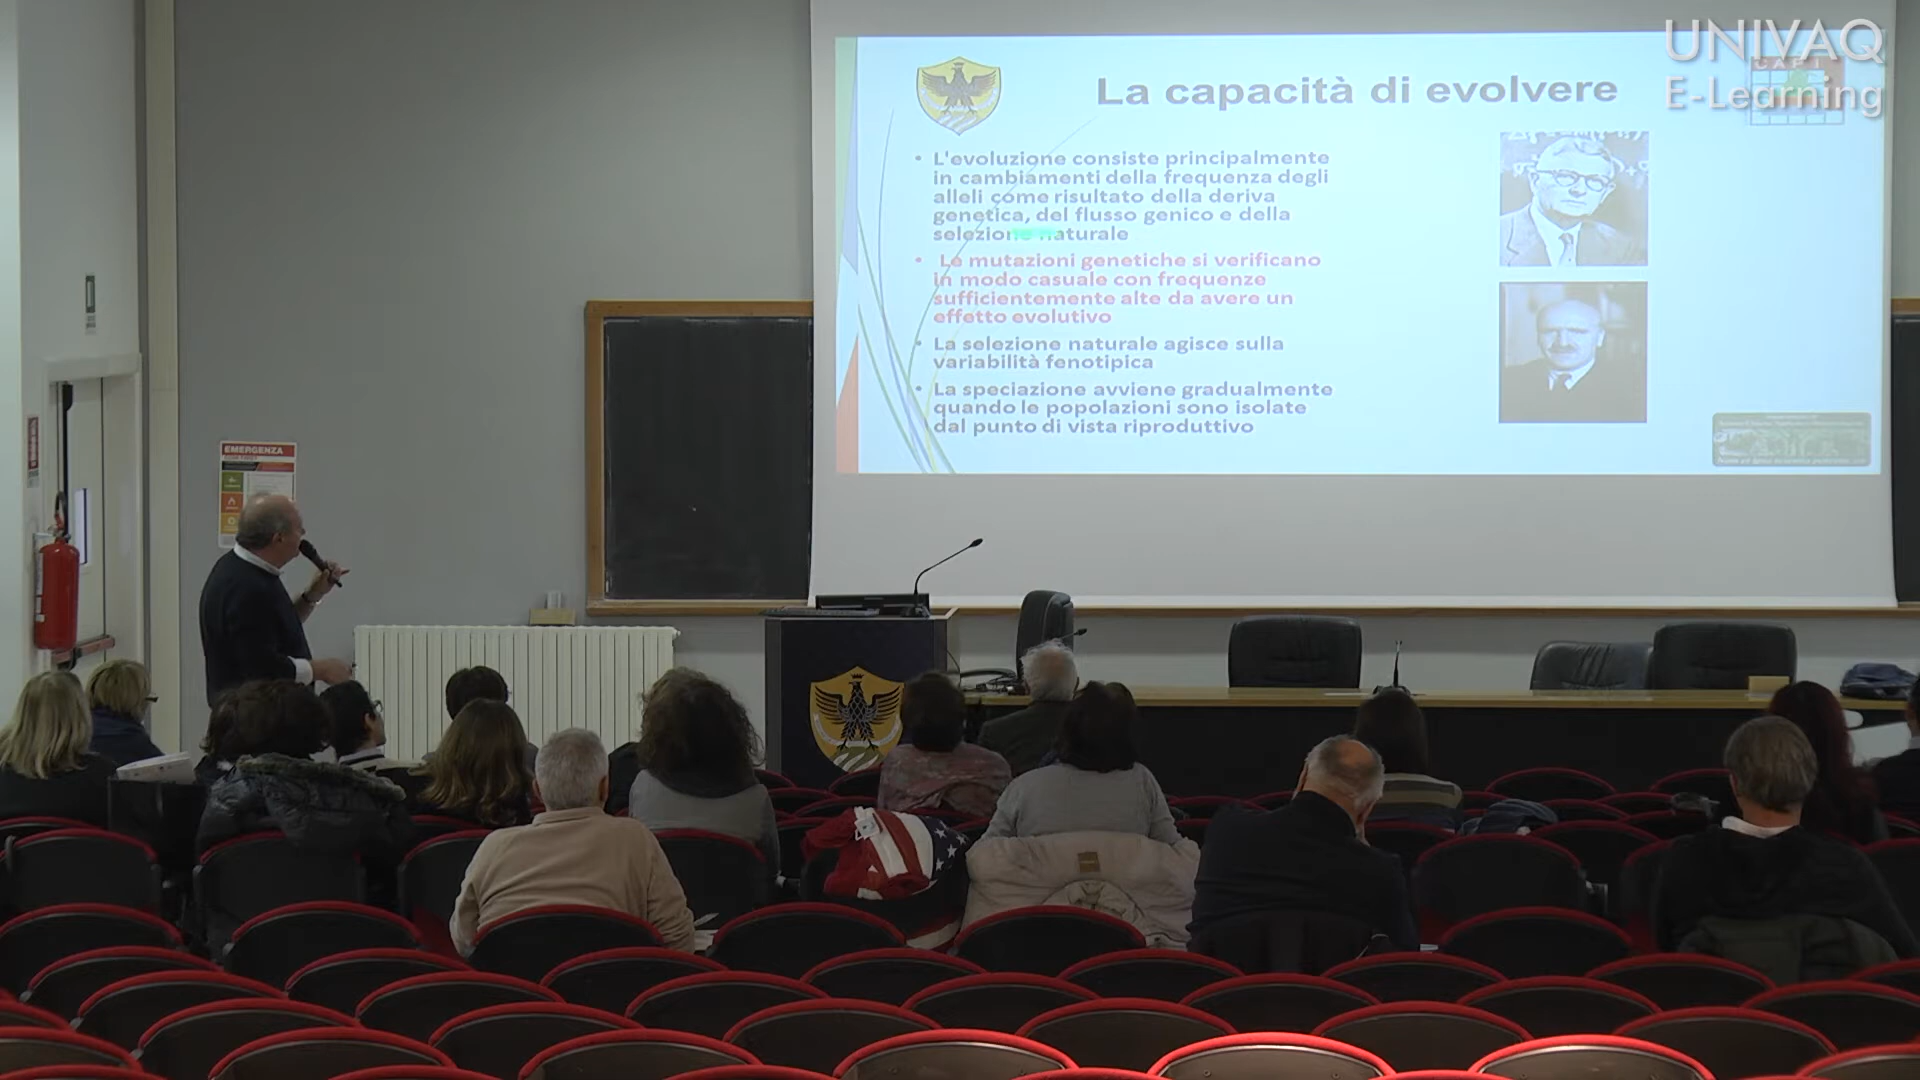 UNIVAQ
E-Learning
CAFI
La capacità di evolvere
• L'evoluzione consiste principalmente
in cambiamenti della frequenza degli
alleli come risultato della deriva
genetica, del flusso genico e della
selezione naturale
• Le mutazioni genetiche si verificano
in modo casuale con frequenze
sufficientemente alte da avere un
effetto evolutivo
• La selezione naturale agisce sulla
variabilità fenotipica
• La speciazione avviene gradualmente
quando le popolazioni sono isolate
dal punto di vista riproduttivo
EMERGENZA